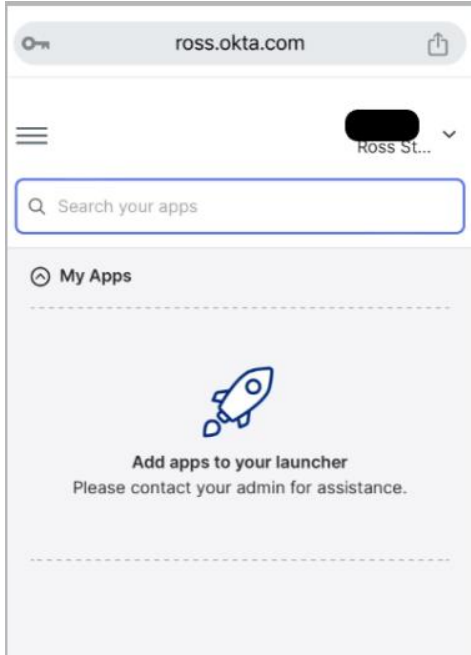 ross.okta.com
Ross St...
Search your apps
My Apps
Add apps to your launcher
Please contact your admin for assistance.